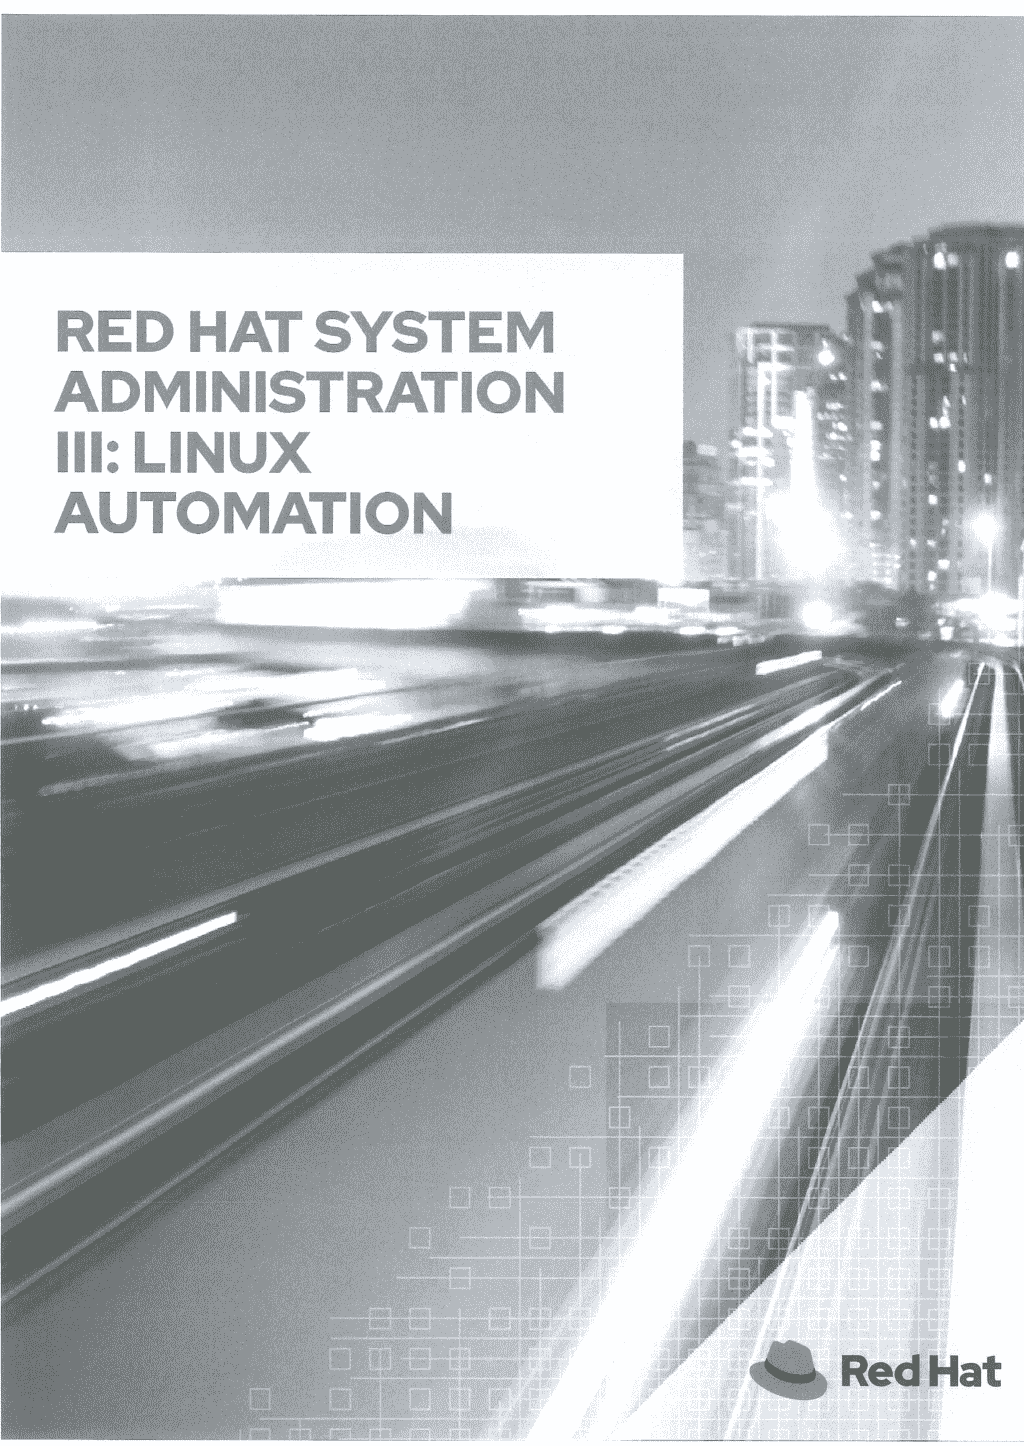 RED HAT SYSTEM
ADMINISTRATION
III: LINUX
AUTOMATION
Red Hat